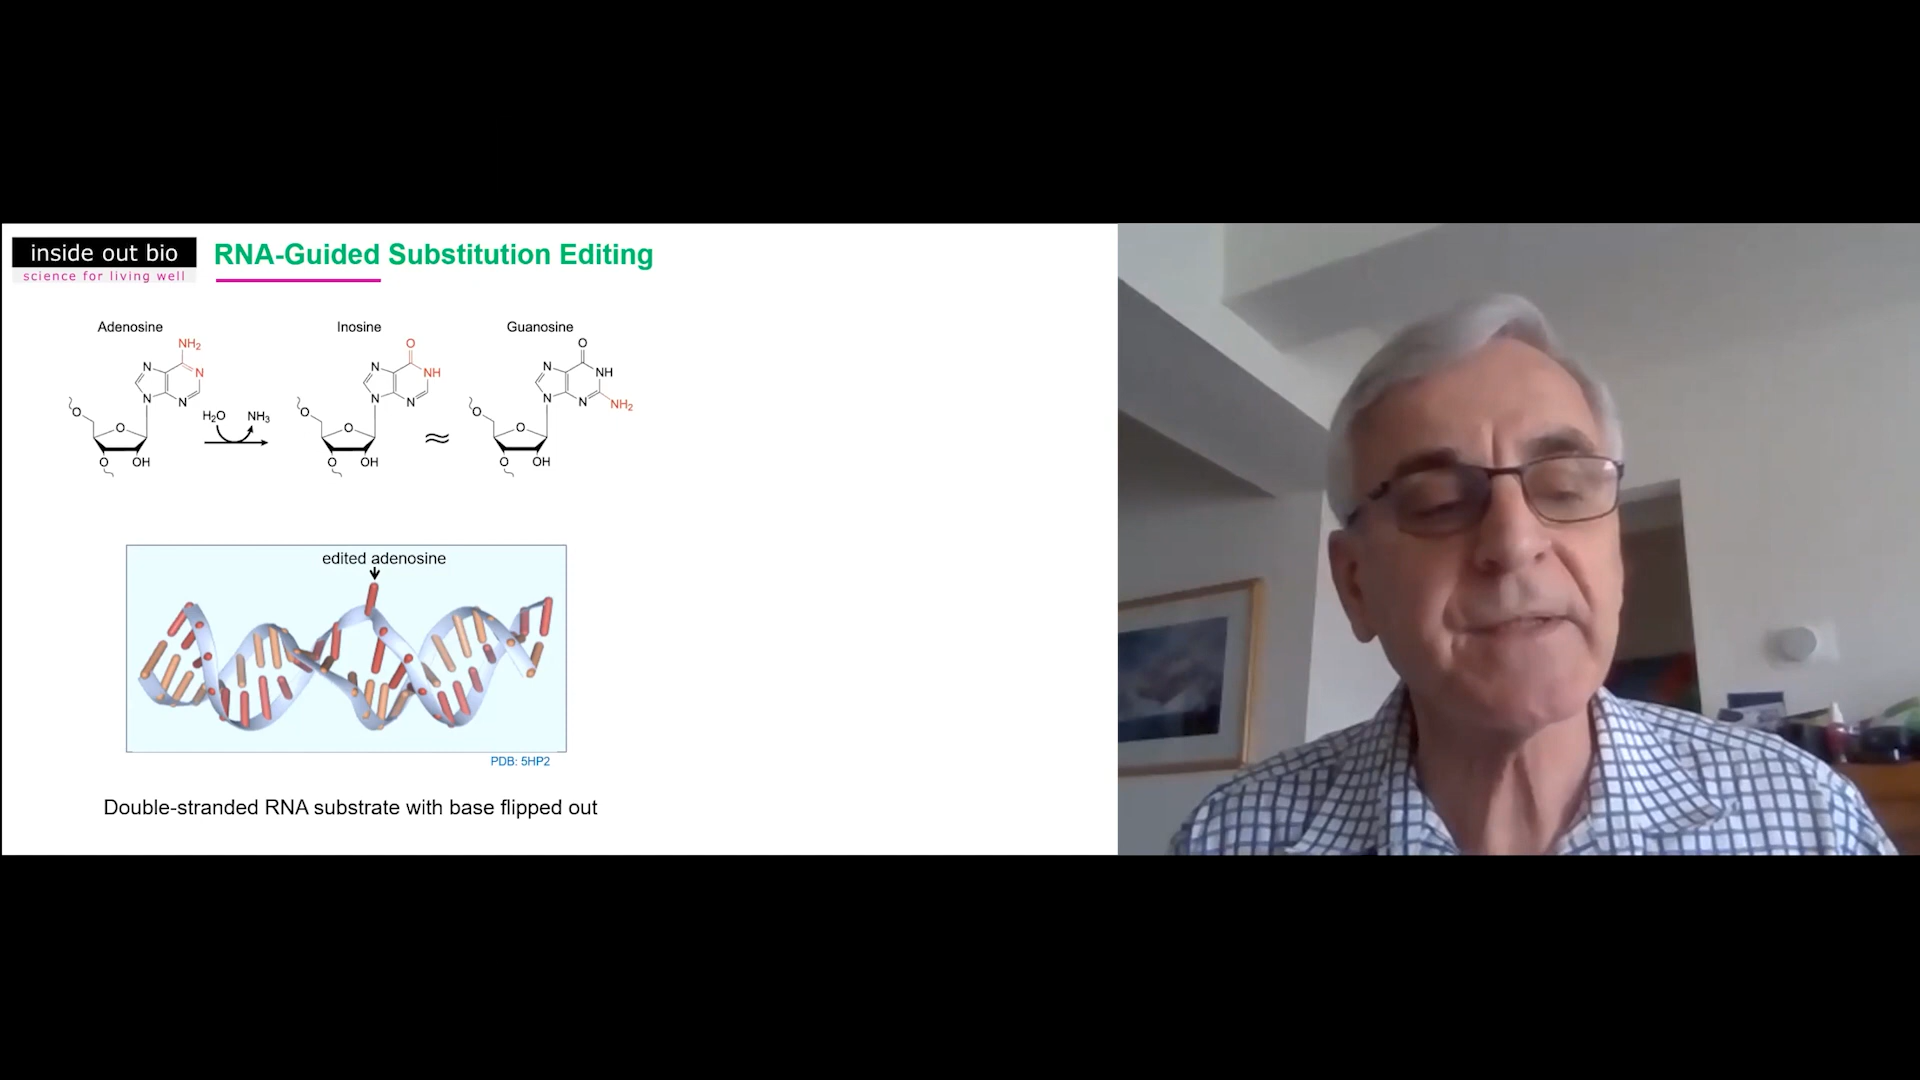 inside out bio
science for living well
RNA-Guided Substitution Editing
Adenosine
Inosine
Guanosine
NH2
N
N
N
N
O
O
O
OH
H2O
NH3
O
N
NH
N
N
O
O
O
OH
≈
O
N
NH
N
N
NH2
O
O
O
OH
edited adenosine
PDB: 5HP2
Double-stranded RNA substrate with base flipped out